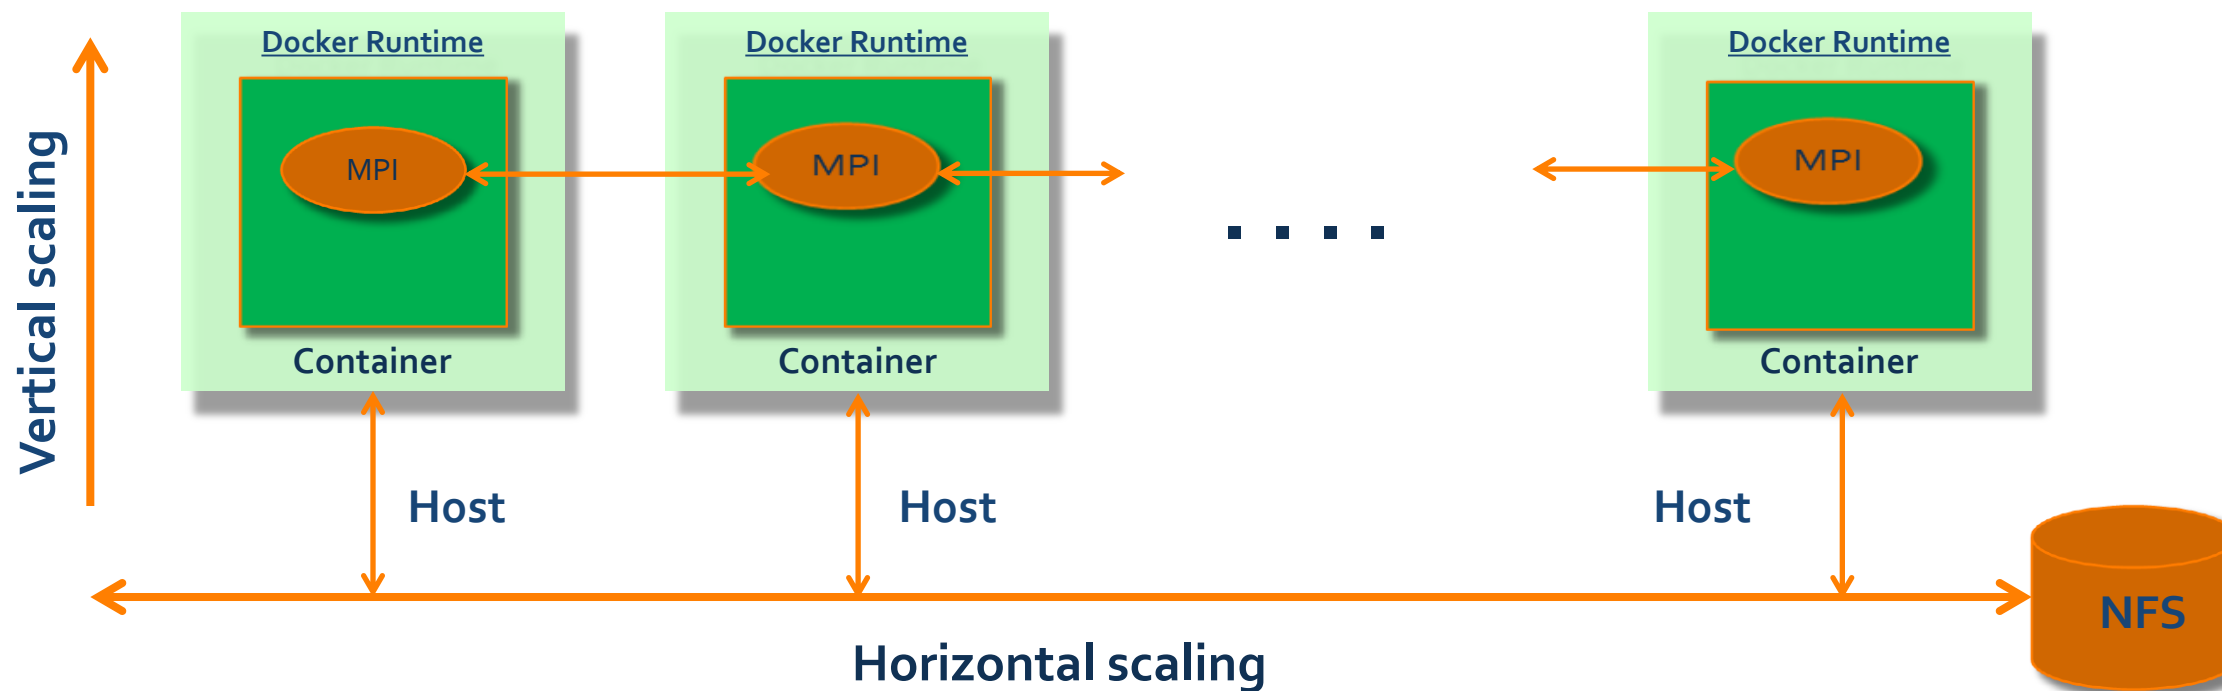 Docker Runtime
Docker Runtime
Docker Runtime
MPI
MPI
MPI
Vertical scaling
. . . .
Container
Container
Container
Host
Host
Host
NFS
Horizontal scaling